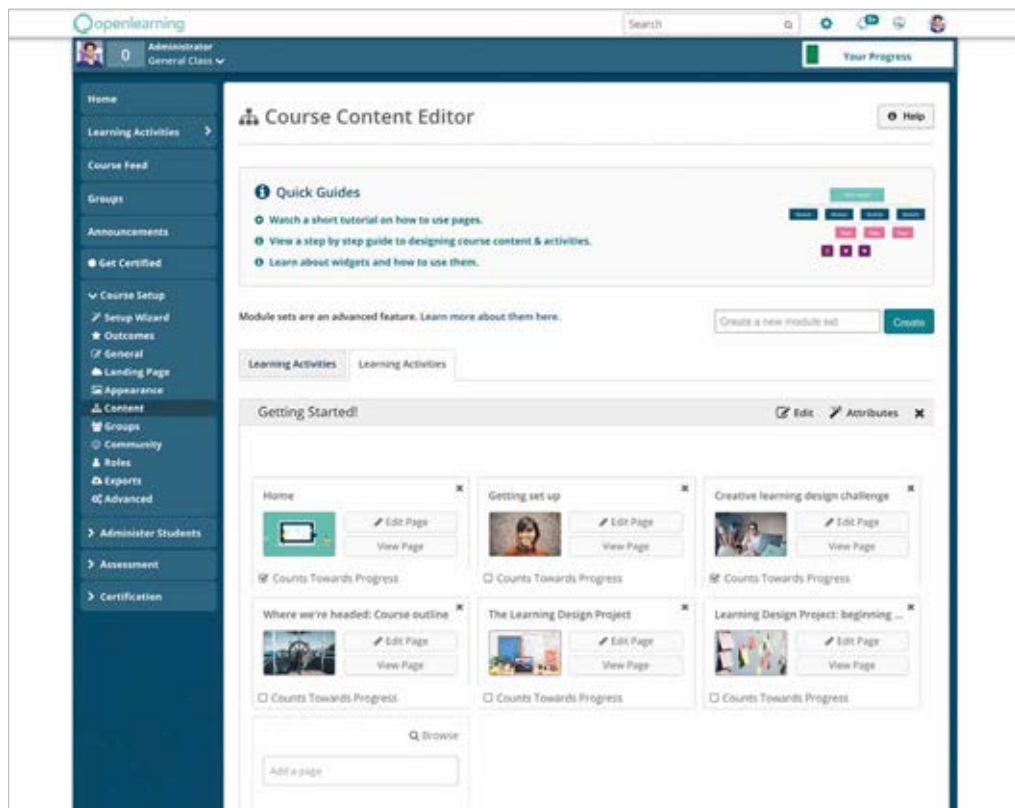 openlearning
Search
0
Administrator
General Class
Your Progress
Home
Learning Activities
Course Feed
Groups
Announcements
Get Certified
Course Setup
Setup Wizard
Outcomes
General
Landing Page
Appearance
Content
Groups
Community
Roles
Exports
Advanced
Administer Students
Assessment
Certification
Course Content Editor
Help
Quick Guides
Watch a short tutorial on how to use pages.
View a step by step guide to designing course content & activities.
Learn about widgets and how to use them.
Module sets are an advanced feature. Learn more about them here.
Create a new module set
Create
Learning Activities
Learning Activities
Getting Started!
Edit
Attributes
Home
Edit Page
View Page
Counts Towards Progress
Getting set up
Edit Page
View Page
Counts Towards Progress
Creative learning design challenge
Edit Page
View Page
Counts Towards Progress
Where we're headed: Course outline
Edit Page
View Page
Counts Towards Progress
The Learning Design Project
Edit Page
View Page
Counts Towards Progress
Learning Design Project: beginning ...
Edit Page
View Page
Counts Towards Progress
Browse
Add a page